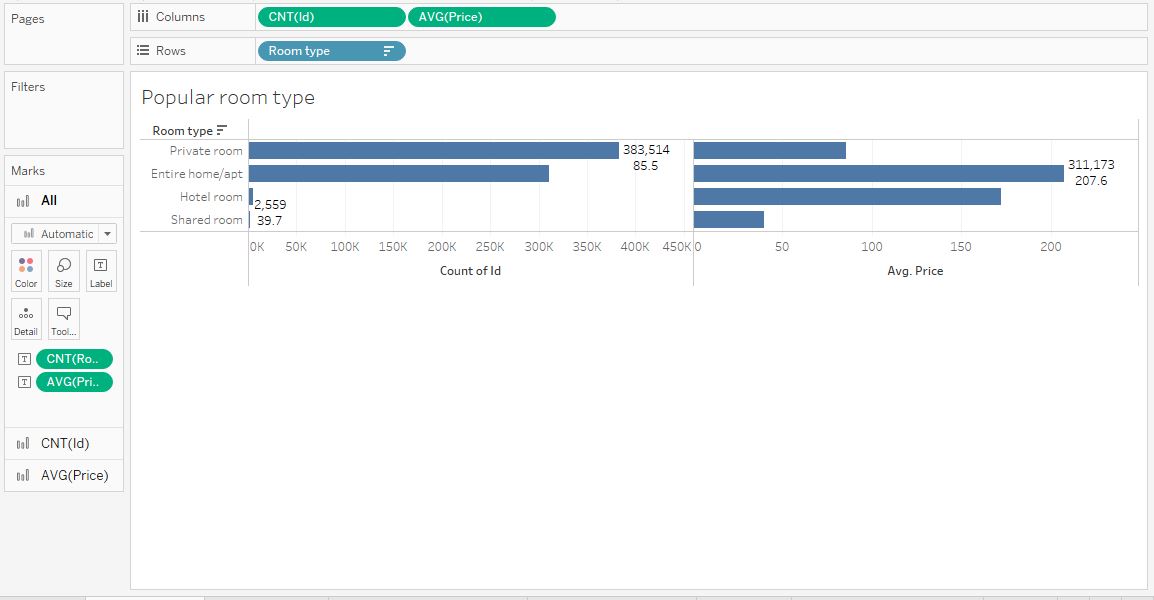 Pages
Columns
CNT(Id)
AVG(Price)
Rows
Room type
Filters
Marks
All
Automatic
Color
Size
Label
Detail
Tool...
CNT(Ro..
AVG(Pri..
CNT(Id)
AVG(Price)
Popular room type
Room type
Private room
383,514
85.5
Entire home/apt
311,173
207.6
Hotel room
Shared room
2,559
39.7
0K 50K 100K 150K 200K 250K 300K 350K 400K 450K
Count of Id
0 50 100 150 200
Avg. Price